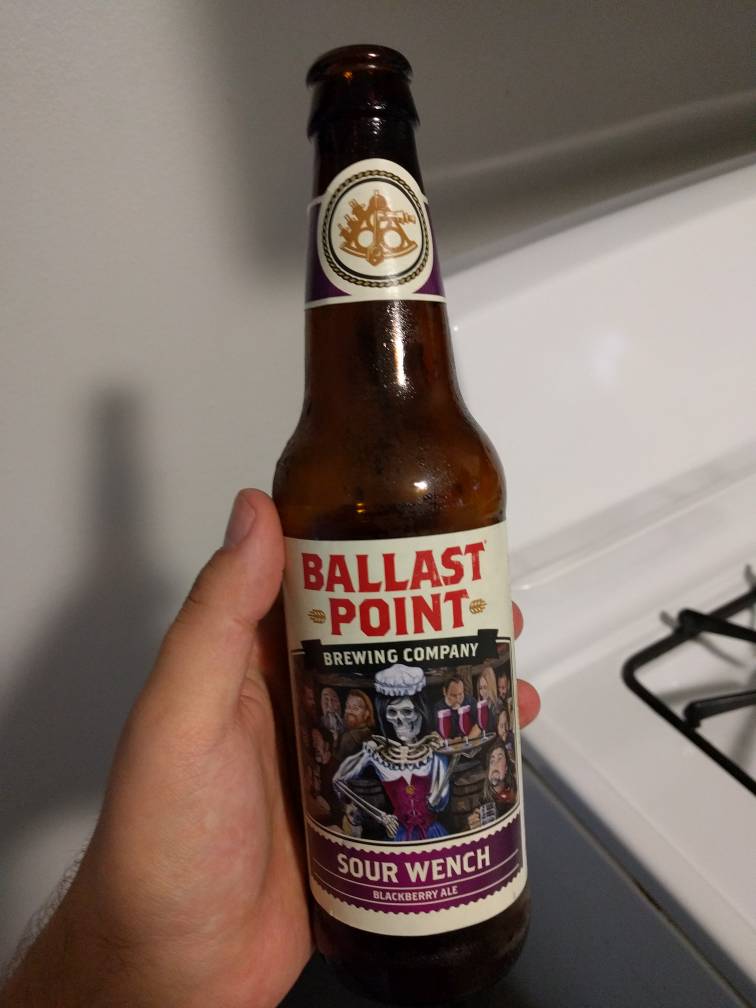 BALLAST
POINT
BREWING COMPANY
SOUR WENCH
BLACKBERRY ALE